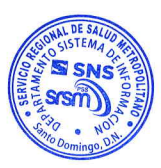 SERVICIO REGIONAL DE SALUD METROPOLITANO
DEPARTAMENTO SISTEMA DE INFORMACIÓN
SNS
srsm
Santo Domingo, D.N.